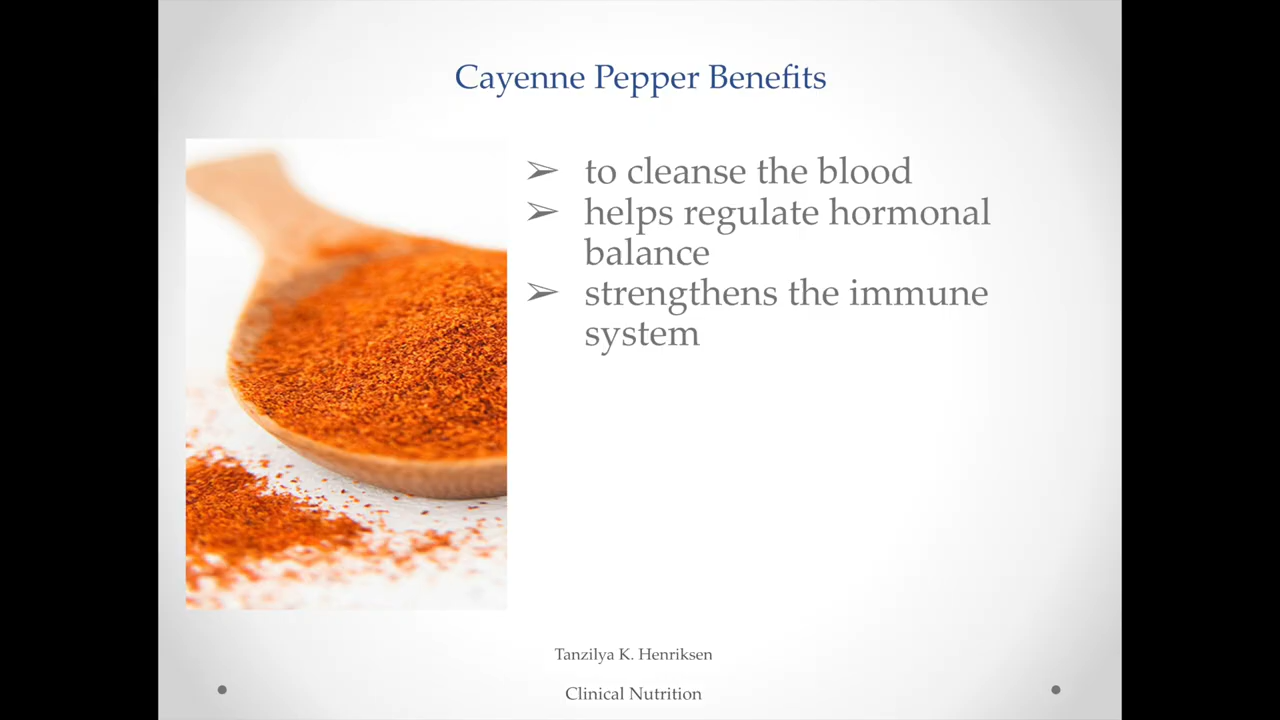 Cayenne Pepper Benefits
➢ to cleanse the blood
➢ helps regulate hormonal
balance
➢ strengthens the immune
system
Tanzilya K. Henriksen
Clinical Nutrition